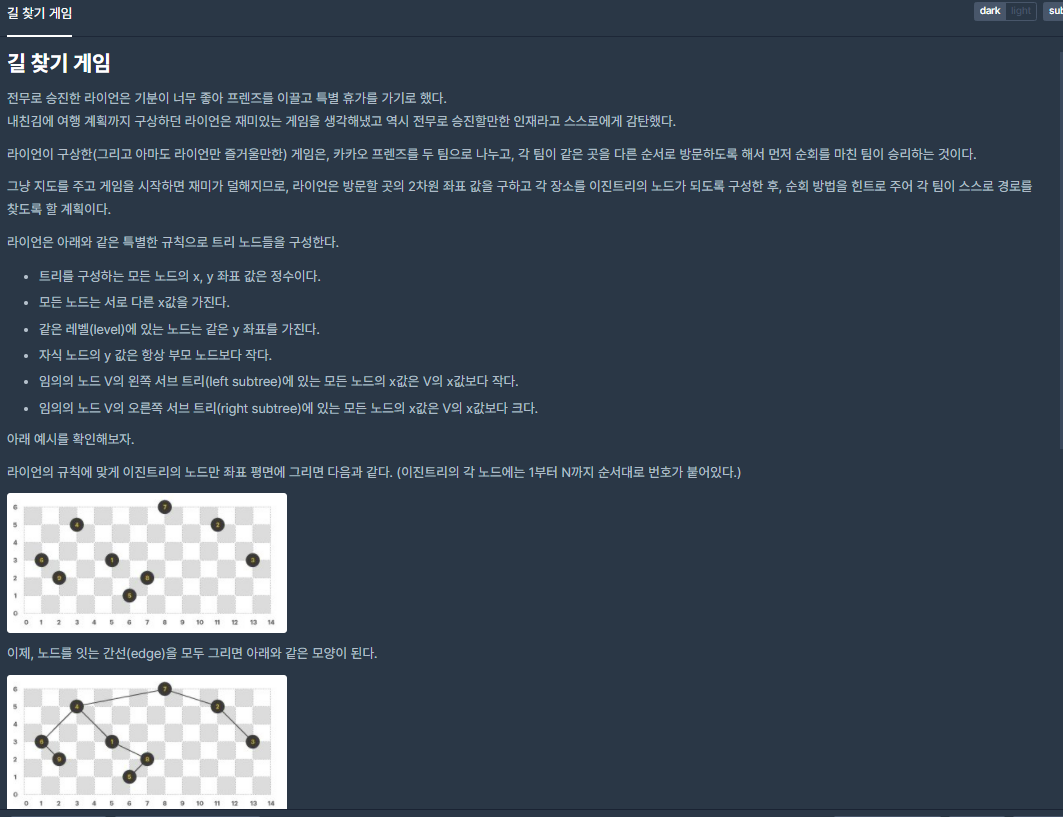 길 찾기 게임
dark light sub
길 찾기 게임
전무로 승진한 라이언은 기분이 너무 좋아 프렌즈를 이끌고 특별 휴가를 가기로 했다.
내친김에 여행 계획까지 구상하던 라이언은 재미있는 게임을 생각해냈고 역시 전무로 승진할만한 인재라고 스스로에게 감탄했다.
라이언이 구상한(그리고 아마도 라이언만 즐거울만한) 게임은, 카카오 프렌즈를 두 팀으로 나누고, 각 팀이 같은 곳을 다른 순서로 방문하도록 해서 먼저 순회를 마친 팀이 승리하는 것이다.
그냥 지도를 주고 게임을 시작하면 재미가 덜해지므로, 라이언은 방문할 곳의 2차원 좌표 값을 구하고 각 장소를 이진트리의 노드가 되도록 구성한 후, 순회 방법을 힌트로 주어 각 팀이 스스로 경로를
찾도록 할 계획이다.
라이언은 아래와 같은 특별한 규칙으로 트리 노드들을 구성한다.
• 트리를 구성하는 모든 노드의 x, y 좌표 값은 정수이다.
• 모든 노드는 서로 다른 x값을 가진다.
• 같은 레벨(level)에 있는 노드는 같은 y 좌표를 가진다.
• 자식 노드의 y 값은 항상 부모 노드보다 작다.
• 임의의 노드 V의 왼쪽 서브 트리(left subtree)에 있는 모든 노드의 x값은 V의 x값보다 작다.
• 임의의 노드 V의 오른쪽 서브 트리(right subtree)에 있는 모든 노드의 x값은 V의 x값보다 크다.
아래 예시를 확인해보자.
라이언의 규칙에 맞게 이진트리의 노드만 좌표 평면에 그리면 다음과 같다. (이진트리의 각 노드에는 1부터 N까지 순서대로 번호가 붙어있다.)
6 7
5 4 2
4
3 6 1 3
2 9 8
1 5
0
0 1 2 3 4 5 6 7 8 9 10 11 12 13 14
이제, 노드를 잇는 간선(edge)을 모두 그리면 아래와 같은 모양이 된다.
6 7
5 4 2
4
3 6 1 3
2 9 8
1 5
0
0 1 2 3 4 5 6 7 8 9 10 11 12 13 14